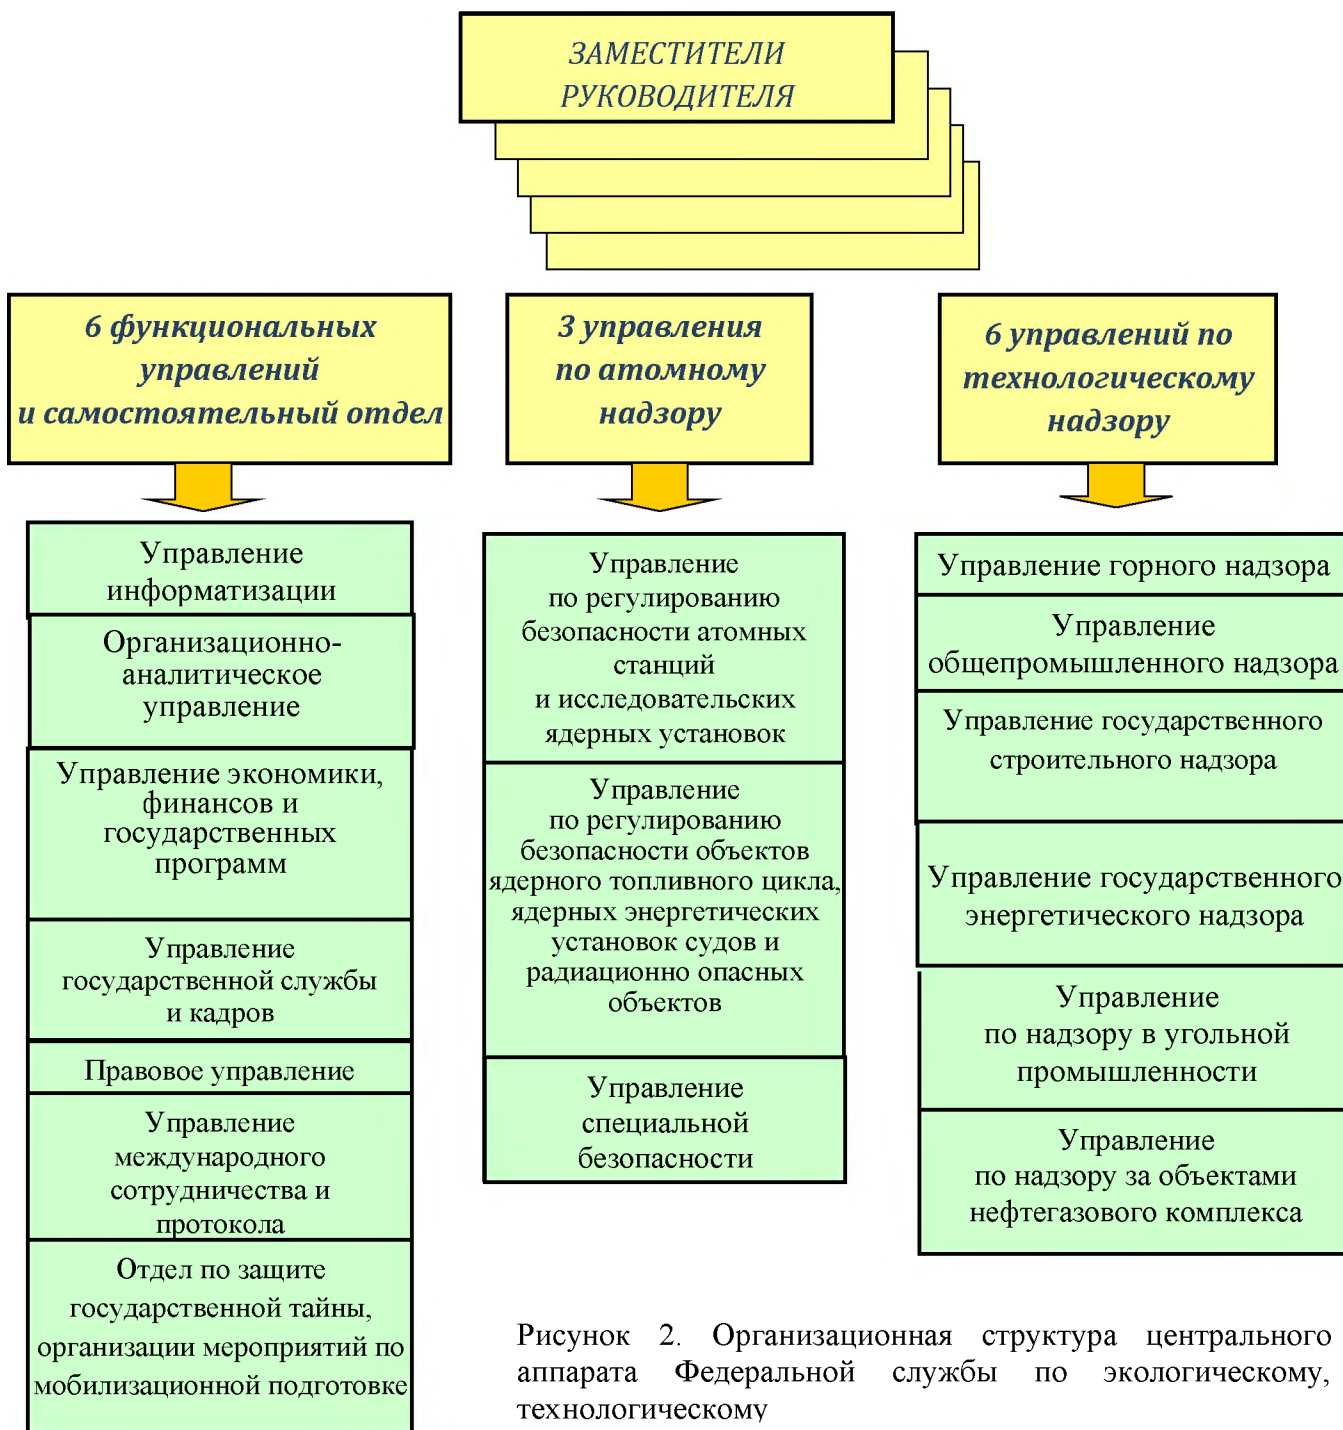 ЗАМЕСТИТЕЛИ
РУКОВОДИТЕЛЯ
6 функциональных
управлений
и самостоятельный отдел
3 управления
по атомному
надзору
6 управлений по
технологическому
надзору
Управление
информатизации
Организационно-
аналитическое
управление
Управление экономики,
финансов и
государственных
программ
Управление
государственной службы
и кадров
Правовое управление
Управление
международного
сотрудничества и
протокола
Отдел по защите
государственной тайны,
организации мероприятий по
мобилизационной подготовке
Управление
по регулированию
безопасности атомных
станций
и исследовательских
ядерных установок
Управление
по регулированию
безопасности объектов
ядерного топливного цикла,
ядерных энергетических
установок судов и
радиационно опасных
объектов
Управление
специальной
безопасности
Управление горного надзора
Управление
общепромышленного надзора
Управление государственного
строительного надзора
Управление государственного
энергетического надзора
Управление
по надзору в угольной
промышленности
Управление
по надзору за объектами
нефтегазового комплекса
Рисунок 2. Организационная структура центрального
аппарата Федеральной службы по экологическому,
технологическому